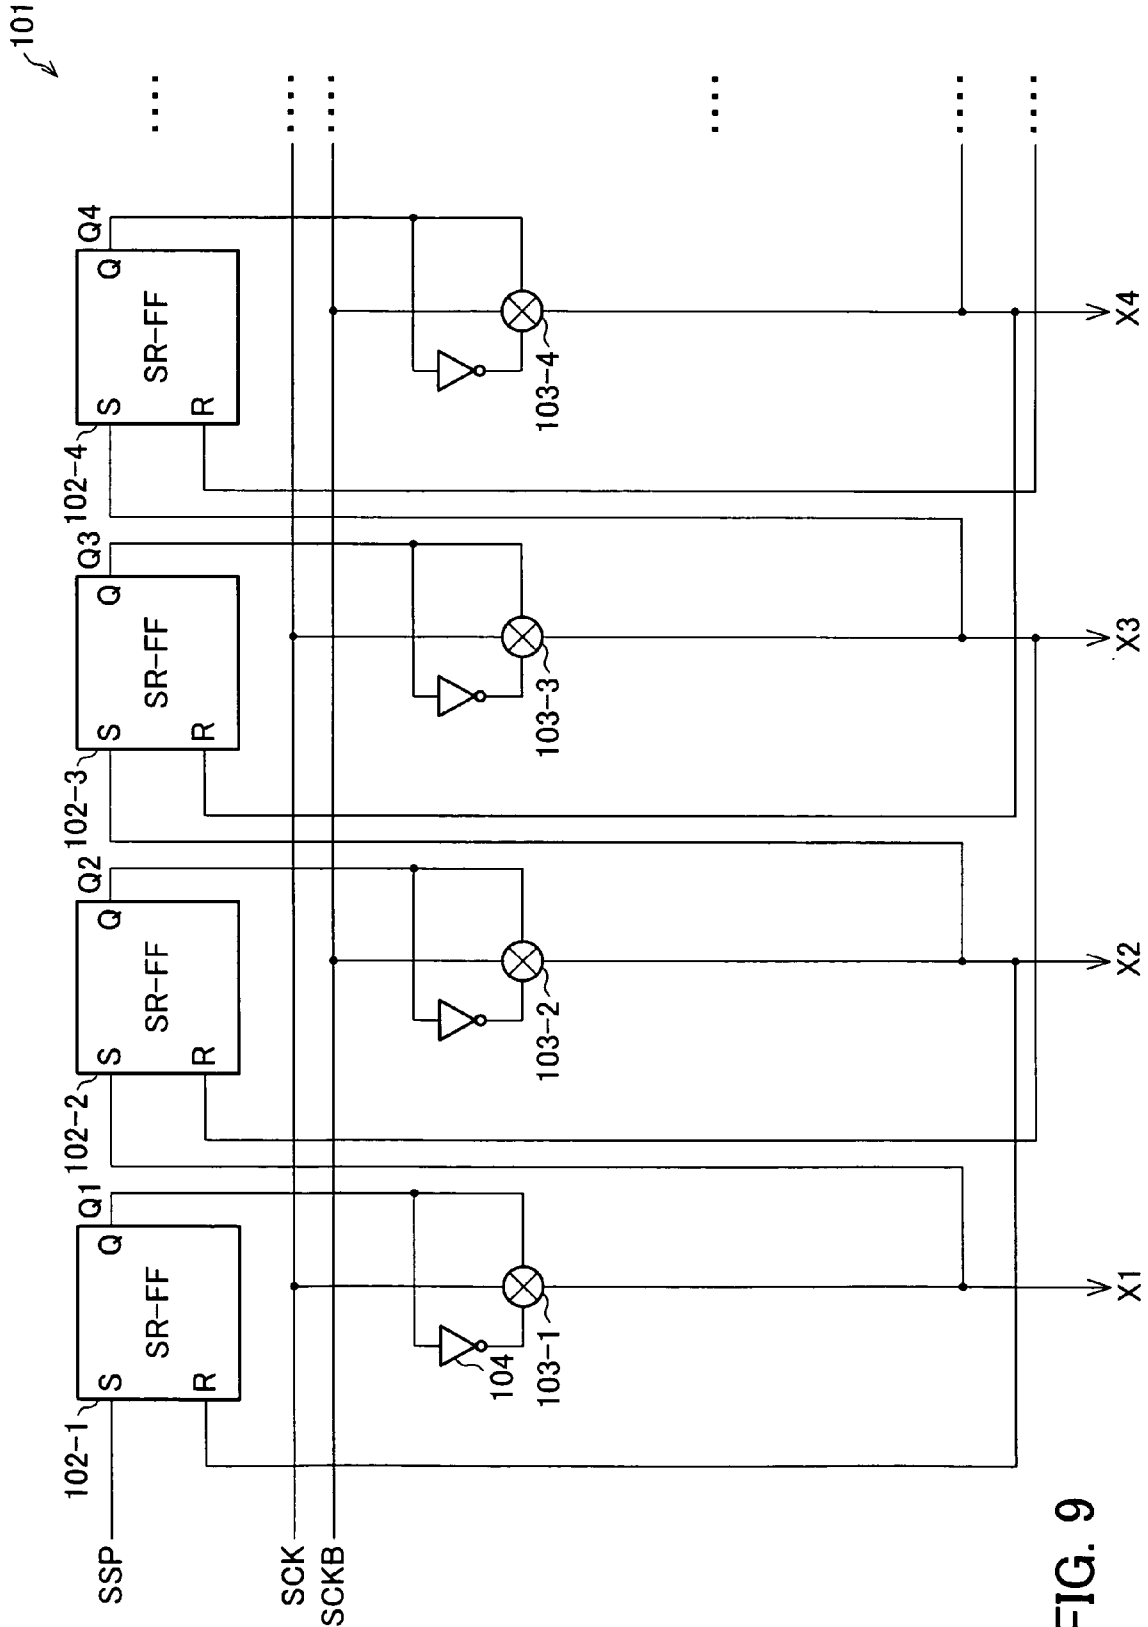 101
102-1
S
Q
Q1
SR-FF
R
102-2
S
Q
Q2
SR-FF
R
102-3
S
Q
Q3
SR-FF
R
102-4
S
Q
Q4
SR-FF
R
....
SSP
SCK
....
SCKB
....
104
103-1
103-2
103-3
103-4
....
....
....
X1
X2
X3
X4
FIG. 9